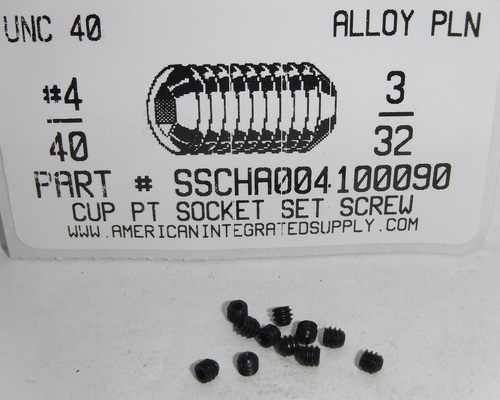 UNC 40 ALLOY PLN
#4 3
40 32
PART # SSCHA004100090
CUP PT SOCKET SET SCREW
WWW.AMERICANINTEGRATEDSUPPLY.COM